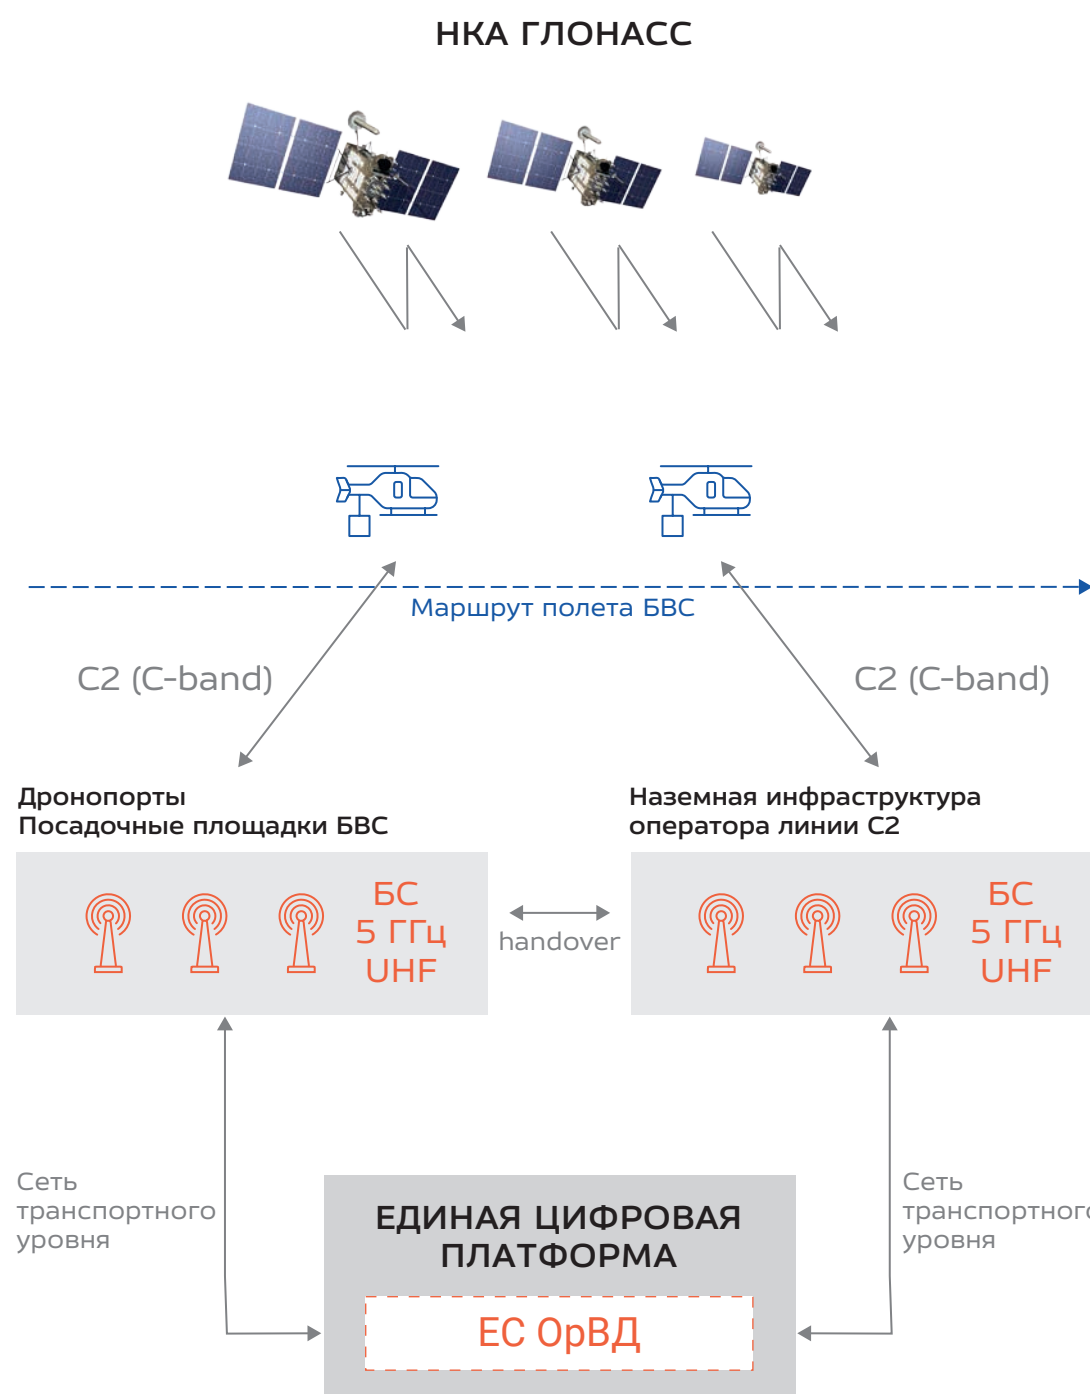 НКА ГЛОНАСС
Маршрут полета БВС
C2 (C-band)
C2 (C-band)
Дронопорты
Посадочные площадки БВС
Наземная инфраструктура
оператора линии С2
БС
5 ГГц
UHF
handover
БС
5 ГГц
UHF
Сеть
транспортного
уровня
Сеть
транспортного
уровня
ЕДИНАЯ ЦИФРОВАЯ
ПЛАТФОРМА
ЕС ОрВД